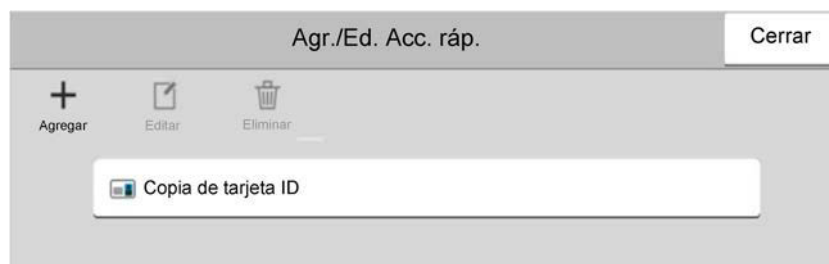 Agr./Ed. Acc. ráp.
Cerrar
Agregar
Editar
Eliminar
Copia de tarjeta ID